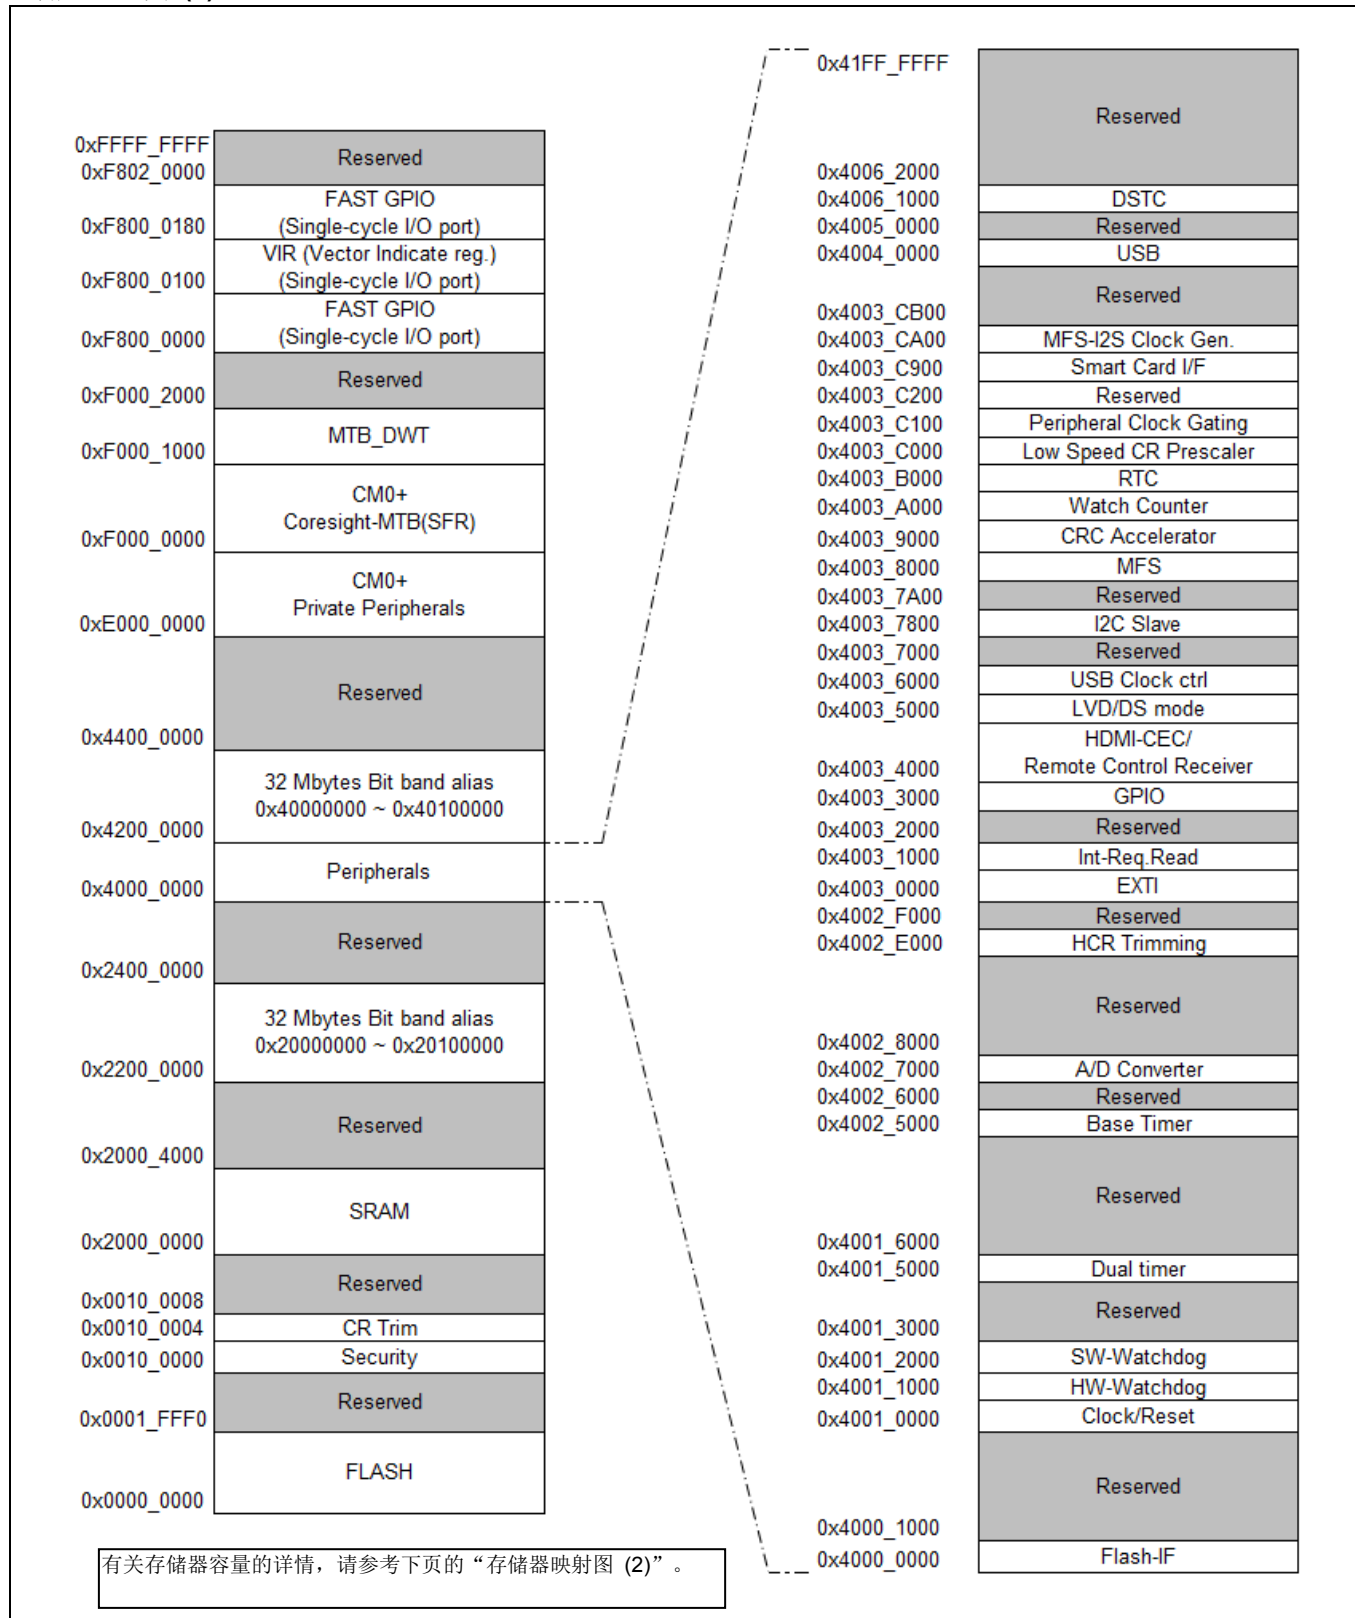 0xFFFF_FFFF
Reserved
0xF802_0000
FAST GPIO
0xF800_0180
(Single-cycle I/O port)
VIR (Vector Indicate reg.)
0xF800_0100
(Single-cycle I/O port)
FAST GPIO
0xF800_0000
(Single-cycle I/O port)
Reserved
0xF000_2000
MTB_DWT
0xF000_1000
CM0+
Coresight-MTB(SFR)
0xF000_0000
CM0+
Private Peripherals
0xE000_0000
Reserved
0x4400_0000
32 Mbytes Bit band alias
0x40000000 ~ 0x40100000
0x4200_0000
Peripherals
0x4000_0000
Reserved
0x2400_0000
32 Mbytes Bit band alias
0x20000000 ~ 0x20100000
0x2200_0000
Reserved
0x2000_4000
SRAM
0x2000_0000
Reserved
0x0010_0008
0x0010_0004 CR Trim
0x0010_0000 Security
Reserved
0x0001_FFF0
FLASH
0x0000_0000
0x41FF_FFFF
Reserved
0x4006_2000
0x4006_1000 DSTC
0x4005_0000 Reserved
0x4004_0000 USB
Reserved
0x4003_CB00
0x4003_CA00 MFS-I2S Clock Gen.
0x4003_C900 Smart Card I/F
0x4003_C200 Reserved
0x4003_C100 Peripheral Clock Gating
0x4003_C000 Low Speed CR Prescaler
0x4003_B000 RTC
0x4003_A000 Watch Counter
0x4003_9000 CRC Accelerator
0x4003_8000 MFS
0x4003_7A00 Reserved
0x4003_7800 I2C Slave
0x4003_7000 Reserved
0x4003_6000 USB Clock ctrl
0x4003_5000 LVD/DS mode
HDMI-CEC/
0x4003_4000 Remote Control Receiver
0x4003_3000 GPIO
0x4003_2000 Reserved
0x4003_1000 Int-Req.Read
0x4003_0000 EXTI
0x4002_F000 Reserved
0x4002_E000 HCR Trimming
Reserved
0x4002_8000
0x4002_7000 A/D Converter
0x4002_6000 Reserved
0x4002_5000 Base Timer
Reserved
0x4001_6000
0x4001_5000 Dual timer
Reserved
0x4001_3000
0x4001_2000 SW-Watchdog
0x4001_1000 HW-Watchdog
0x4001_0000 Clock/Reset
Reserved
0x4000_1000
0x4000_0000 Flash-IF
有关存储器容量的详情，请参考下页的“存储器映射图 (2)”。